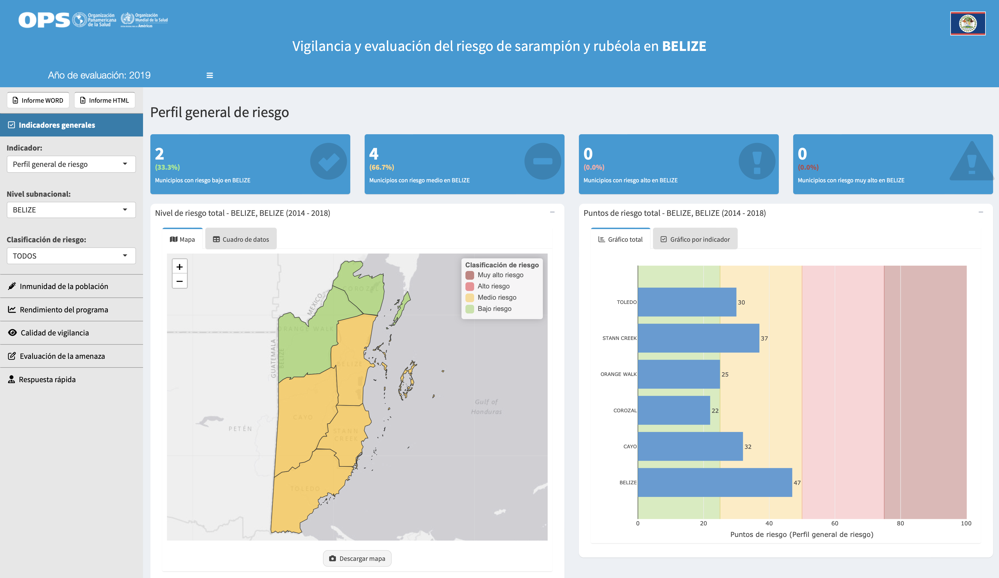 OPS
Organización
Panamericana
de la Salud
Organización
Mundial de la Salud
Américas
Vigilancia y evaluación del riesgo de sarampión y rubéola en BELIZE
Año de evaluación: 2019
Informe WORD
Informe HTML
Indicadores generales
Indicador:
Perfil general de riesgo
Nivel subnacional:
BELIZE
Clasificación de riesgo:
TODOS
Inmunidad de la población
Rendimiento del programa
Calidad de vigilancia
Evaluación de la amenaza
Respuesta rápida
Perfil general de riesgo
2
(33.3%)
Municipios con riesgo bajo en BELIZE
4
(66.7%)
Municipios con riesgo medio en BELIZE
0
(0.0%)
Municipios con riesgo alto en BELIZE
0
(0.0%)
Municipios con riesgo muy alto en BELIZE
Nivel de riesgo total - BELIZE, BELIZE (2014 - 2018)
Mapa
Cuadro de datos
+
−
Clasificación de riesgo
Muy alto riesgo
Alto riesgo
Medio riesgo
Bajo riesgo
COROZAL
MEXICO
ORANGE WALK
GUATEMALA
BELIZE
BELIZE
Gulf of
Honduras
CAYO
PETÉN
STANN
CREEK
TOLEDO
Descargar mapa
Puntos de riesgo total - BELIZE, BELIZE (2014 - 2018)
Gráfico total
Gráfico por indicador
TOLEDO 30
STANN CREEK 37
ORANGE WALK 25
COROZAL 22
CAYO 32
BELIZE 47
0 20 40 60 80 100
Puntos de riesgo (Perfil general de riesgo)